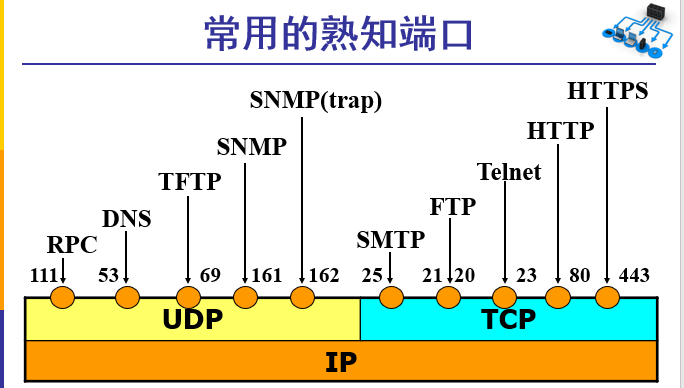 常用的熟知端口
HTTPS
SNMP(trap)
HTTP
SNMP
Telnet
TFTP
FTP
DNS
SMTP
RPC
111 53 69 161 162 25 21 20 23 80 443
UDP TCP
IP